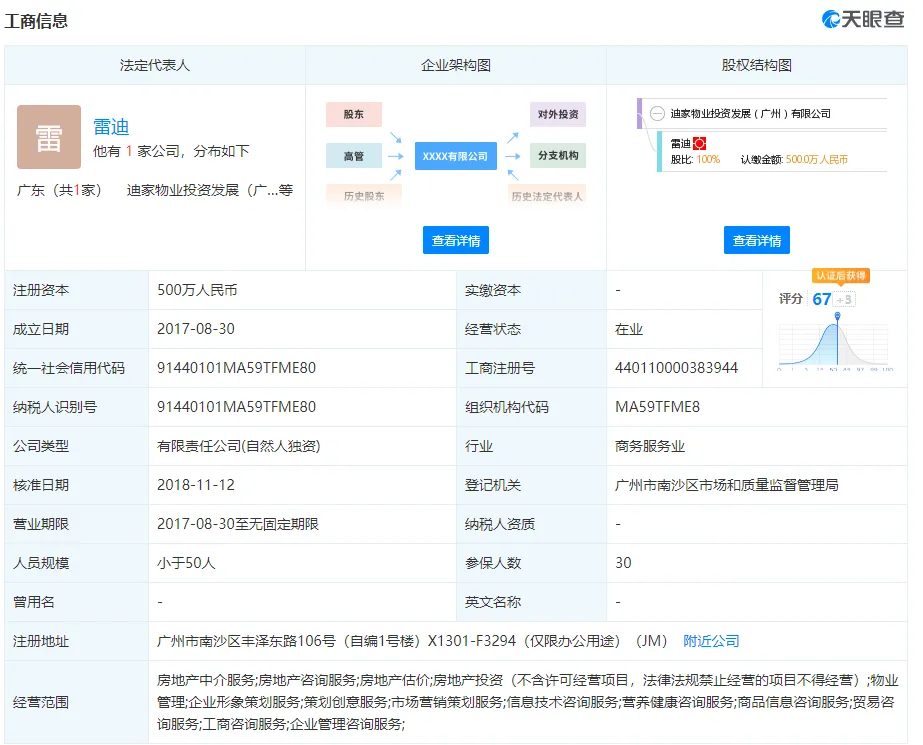 工商信息
天眼查
法定代表人 企业架构图 股权结构图
雷
雷迪
他有 1 家公司，分布如下
广东（共1家） 迪家物业投资发展（广...等
股东
高管
历史股东
XXXX有限公司
对外投资
分支机构
历史法定代表人
查看详情
迪家物业投资发展（广州）有限公司
雷迪
股比: 100% 认缴金额: 500.0万人民币
查看详情
注册资本 500万人民币 实缴资本 -
认证后获得
评分 67 +3
成立日期 2017-08-30 经营状态 在业
统一社会信用代码 91440101MA59TFME80 工商注册号 440110000383944
纳税人识别号 91440101MA59TFME80 组织机构代码 MA59TFME8
公司类型 有限责任公司(自然人独资) 行业 商务服务业
核准日期 2018-11-12 登记机关 广州市南沙区市场和质量监督管理局
营业期限 2017-08-30至无固定期限 纳税人资质 -
人员规模 小于50人 参保人数 30
曾用名 - 英文名称 -
注册地址 广州市南沙区丰泽东路106号（自编1号楼）X1301-F3294（仅限办公用途）（JM） 附近公司
经营范围
房地产中介服务;房地产咨询服务;房地产估价;房地产投资（不含许可经营项目，法律法规禁止经营的项目不得经营）;物业
管理;企业形象策划服务;策划创意服务;市场营销策划服务;信息技术咨询服务;营养健康咨询服务;商品信息咨询服务;贸易咨
询服务;工商咨询服务;企业管理咨询服务;